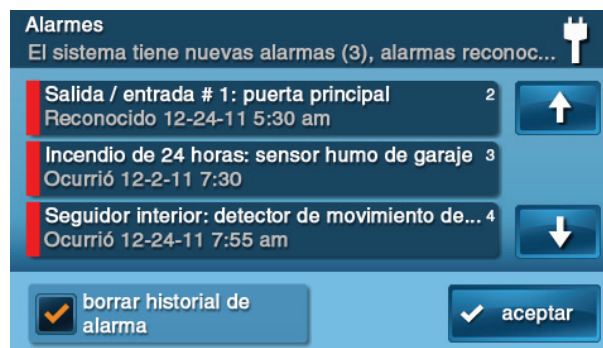 Alarmes
El sistema tiene nuevas alarmas (3), alarmas reconoc...
Salida / entrada # 1: puerta principal 2
Reconocido 12-24-11 5:30 am
Incendio de 24 horas: sensor humo de garaje 3
Ocurrió 12-2-11 7:30
Seguidor interior: detector de movimiento de... 4
Ocurrió 12-24-11 7:55 am
borrar historial de
alarma
aceptar